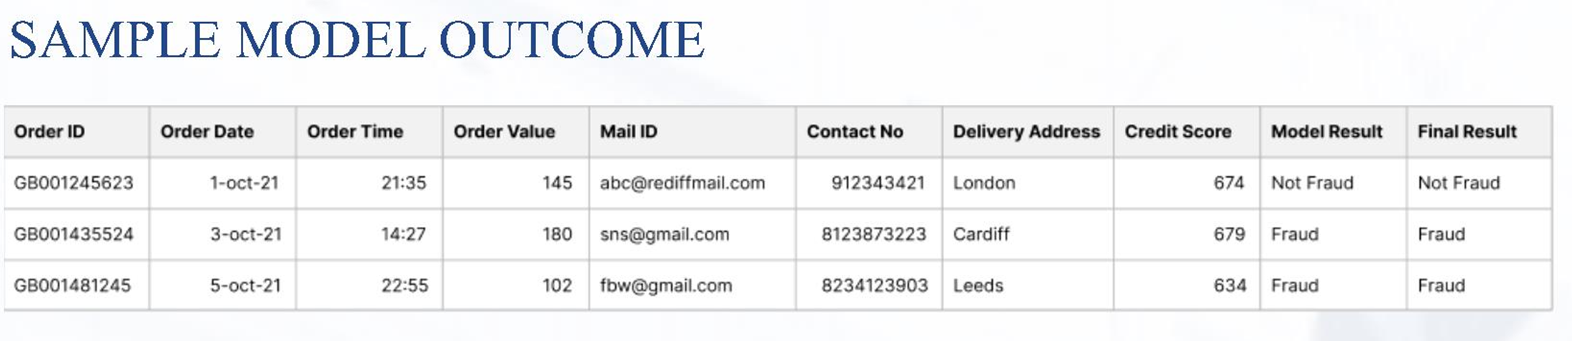 SAMPLE MODEL OUTCOME
Order ID Order Date Order Time Order Value Mail ID Contact No Delivery Address Credit Score Model Result Final Result
GB001245623 1-oct-21 21:35 145 abc@rediffmail.com 912343421 London 674 Not Fraud Not Fraud
GB001435524 3-oct-21 14:27 180 sns@gmail.com 8123873223 Cardiff 679 Fraud Fraud
GB001481245 5-oct-21 22:55 102 fbw@gmail.com 8234123903 Leeds 634 Fraud Fraud